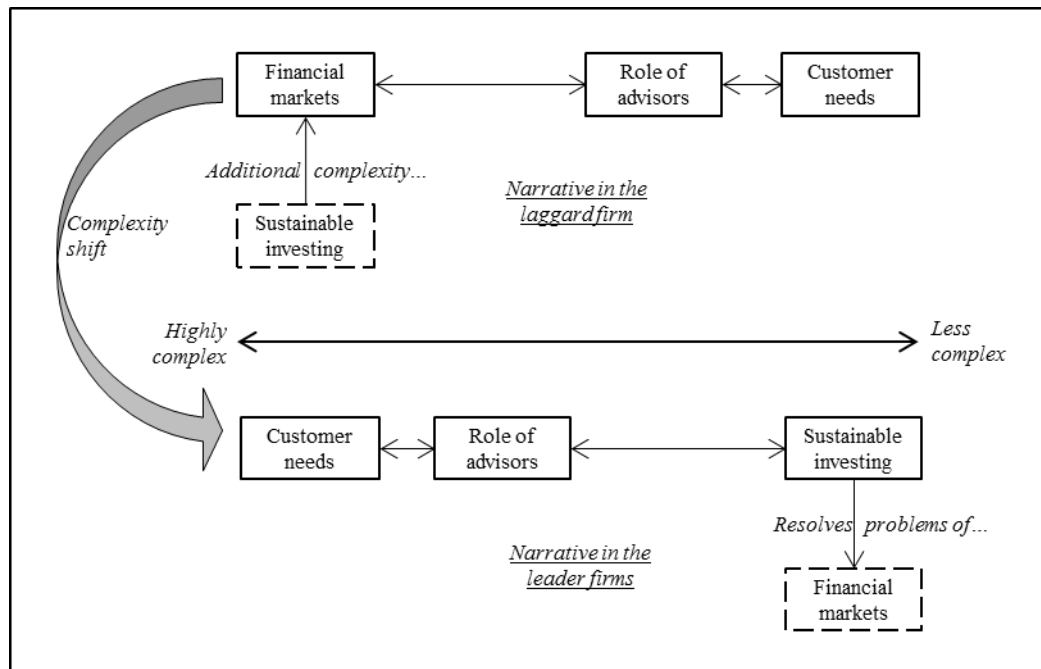 Financial
markets
Role of
advisors
Customer
needs
Additional complexity…
Narrative in the
laggard firm
Sustainable
investing
Complexity
shift
Highly
complex
Less
complex
Customer
needs
Role of
advisors
Sustainable
investing
Resolves problems of…
Narrative in the
leader firms
Financial
markets